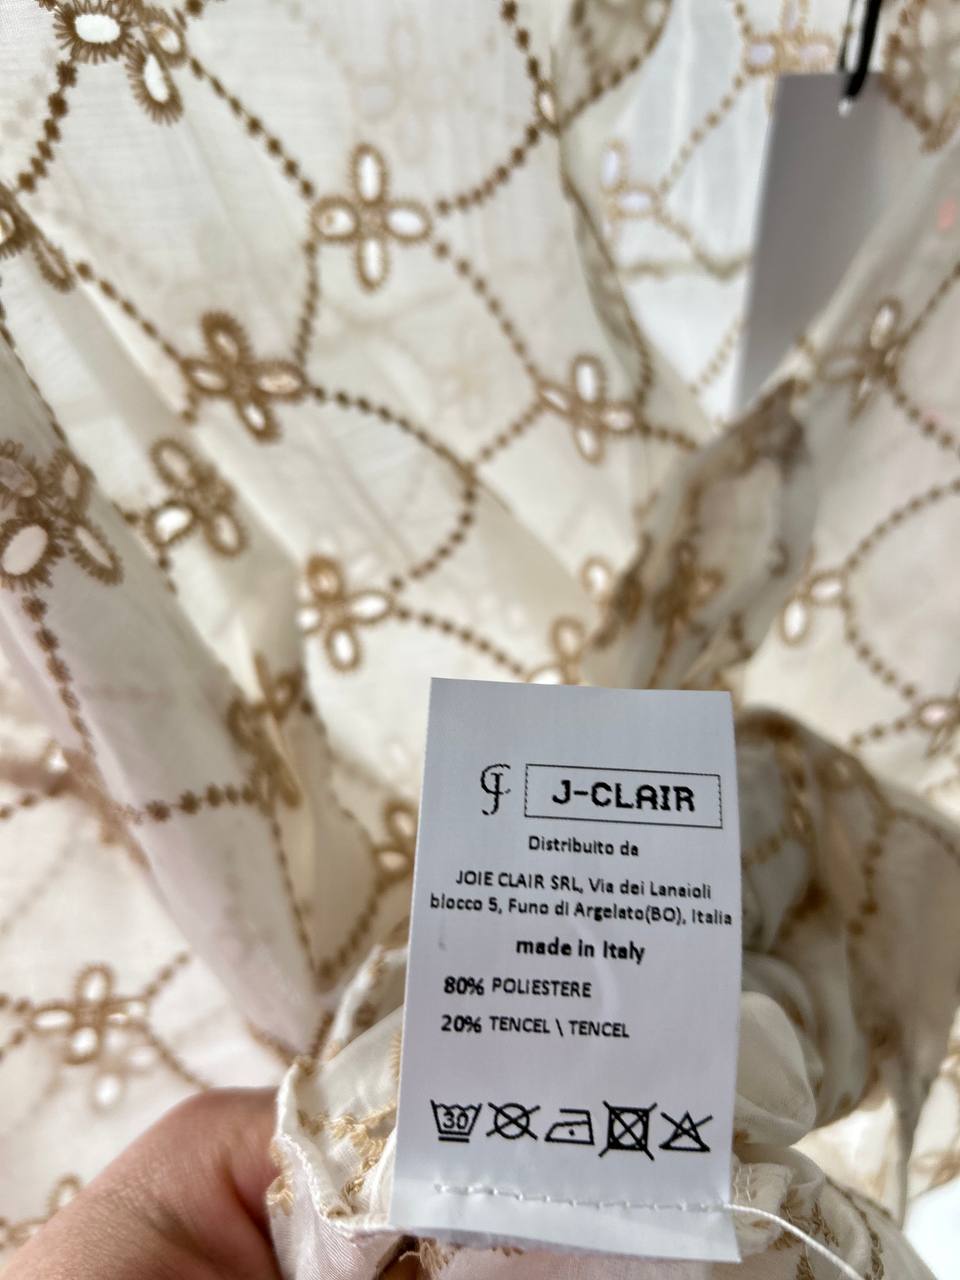 J-CLAIR
Distribuito da
JOIE CLAIR SRL, Via dei Lanaioli
blocco 5, Funo di Argelato(BO), Italia
made in Italy
80% POLIESTERE
20% TENCEL \ TENCEL
30